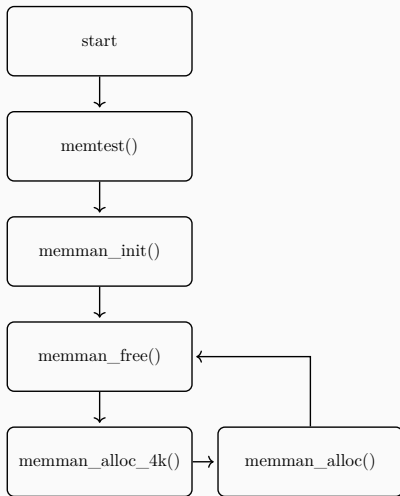 start
memtest()
memman_init()
memman_free()
memman_alloc_4k()
memman_alloc()